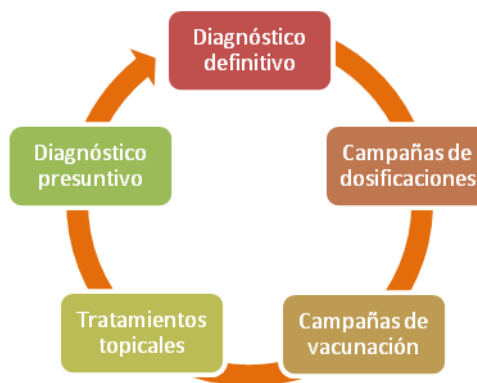 Diagnóstico
definitivo
Campañas de
dosificaciones
Campañas de
vacunación
Tratamientos
topicales
Diagnóstico
presuntivo